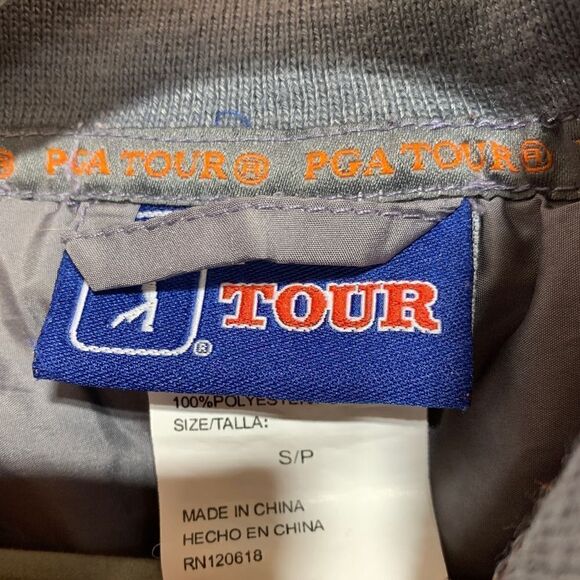 PGA TOUR® PGA TOUR®
TOUR
®
100%POLYESTER
SIZE/TALLA:
S/P
MADE IN CHINA
HECHO EN CHINA
RN120618